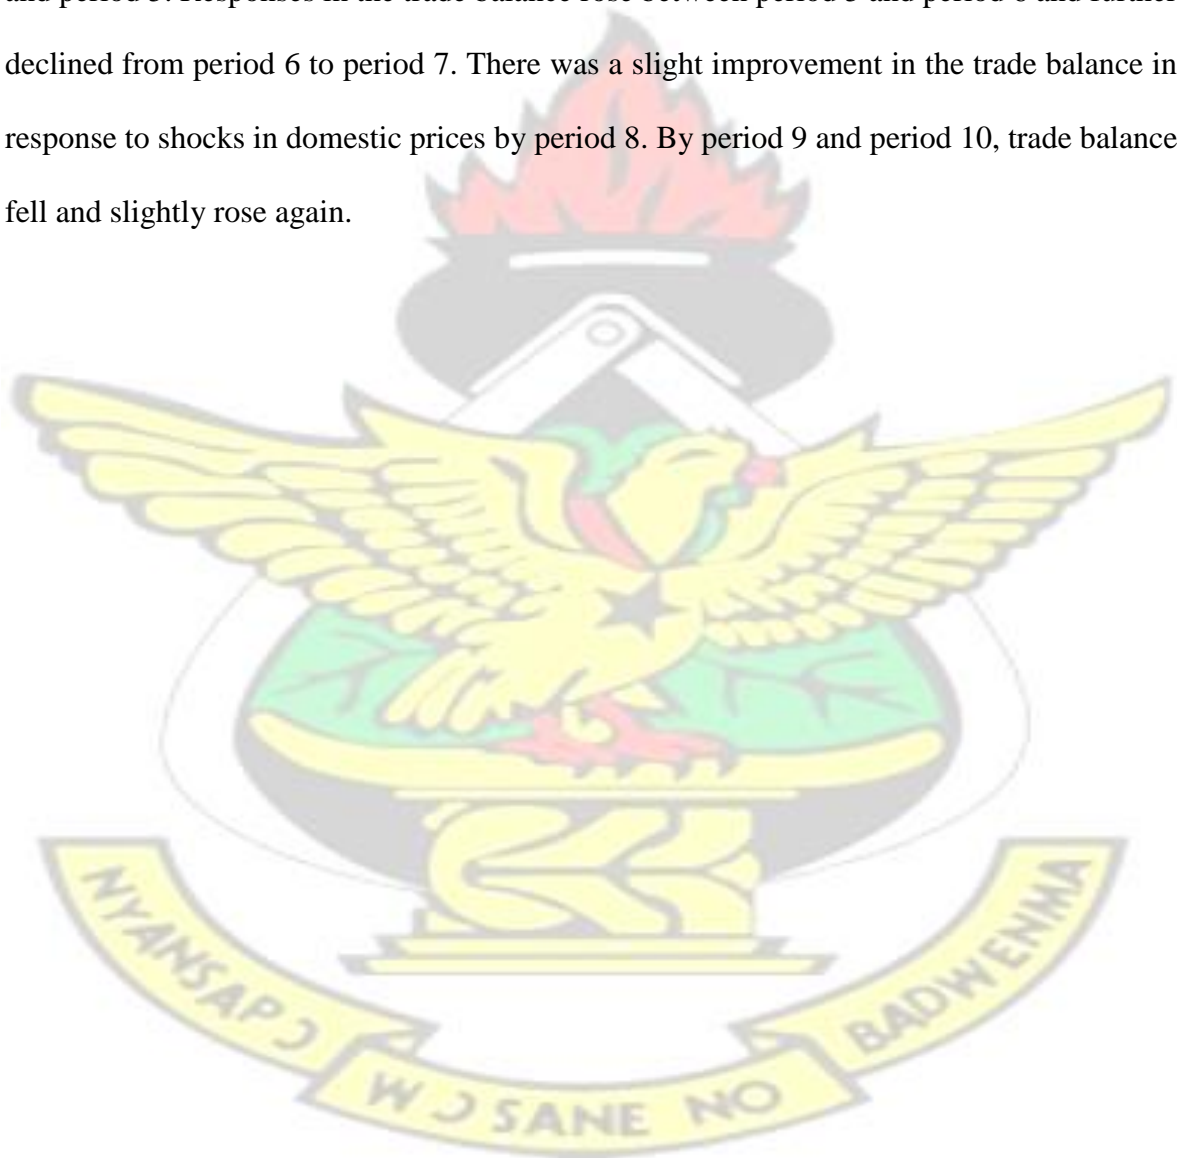 and period 5. Responses in the trade balance rose between period 5 and period 6 and further
declined from period 6 to period 7. There was a slight improvement in the trade balance in
response to shocks in domestic prices by period 8. By period 9 and period 10, trade balance
fell and slightly rose again.
NYANSAPƆ
WƆSANE NO
BADWENMA